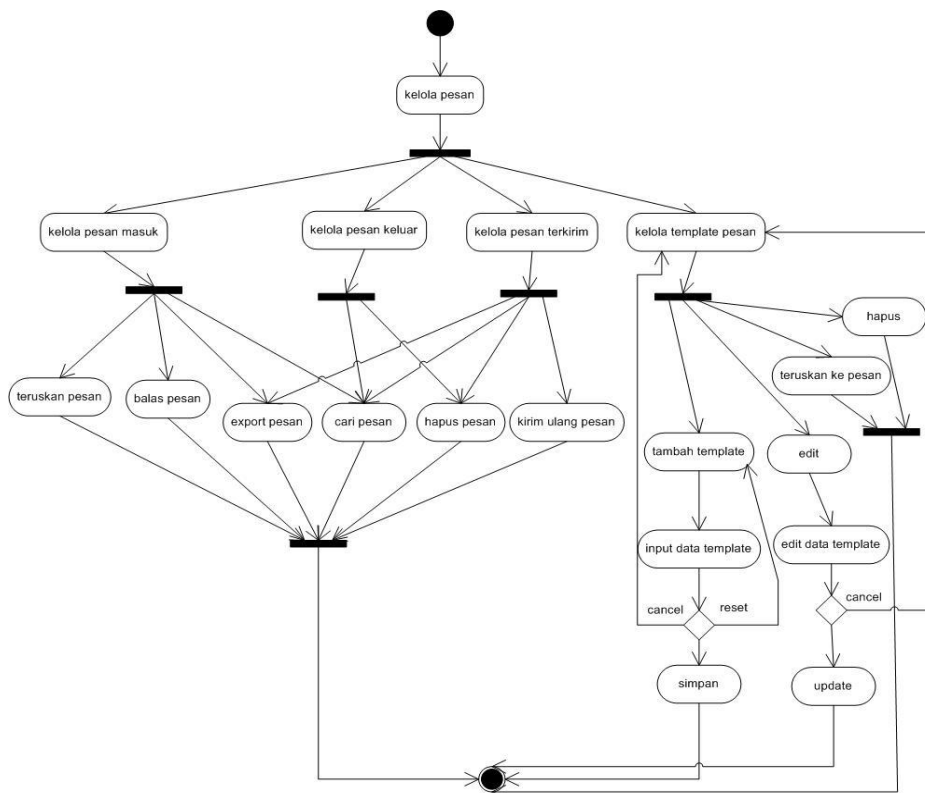 kelola pesan
kelola pesan masuk
kelola pesan keluar
kelola pesan terkirim
kelola template pesan
hapus
teruskan pesan
balas pesan
export pesan
cari pesan
hapus pesan
kirim ulang pesan
teruskan ke pesan
tambah template
edit
input data template
edit data template
cancel
reset
cancel
simpan
update